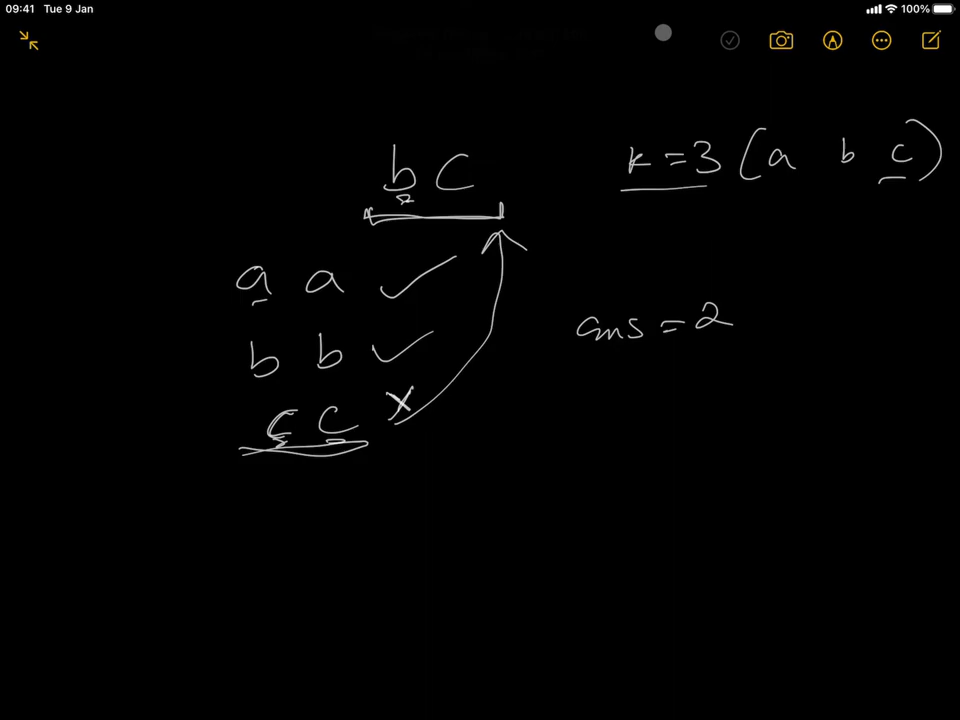 09:41 Tue 9 Jan
100%
b c
k = 3 (a b c)
a a ✓
b b ✓
c c ×
ans = 2